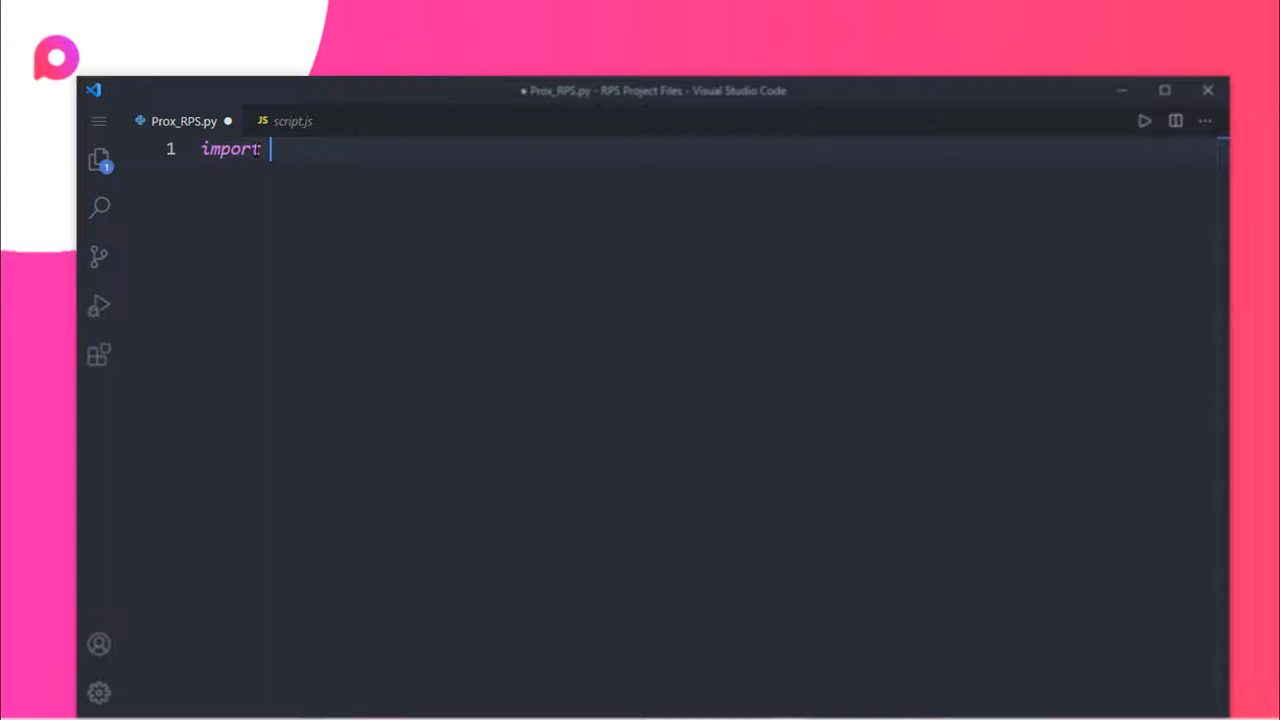 ● Prox_RPS.py - RPS Project Files - Visual Studio Code
Prox_RPS.py ● JS script.js
1 import
1